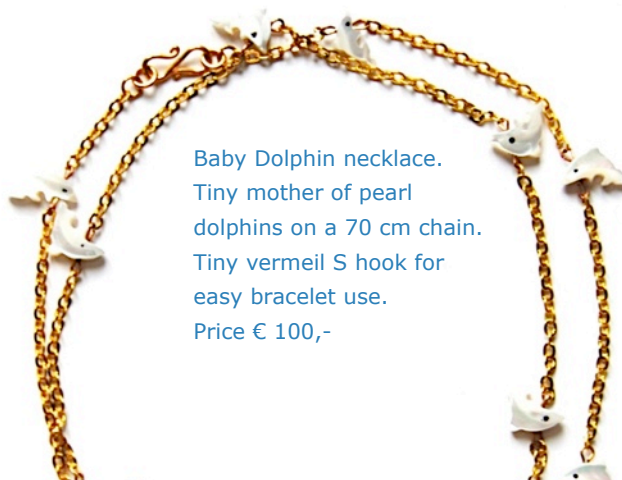 Baby Dolphin necklace.
Tiny mother of pearl
dolphins on a 70 cm chain.
Tiny vermeil S hook for
easy bracelet use.
Price € 100,-